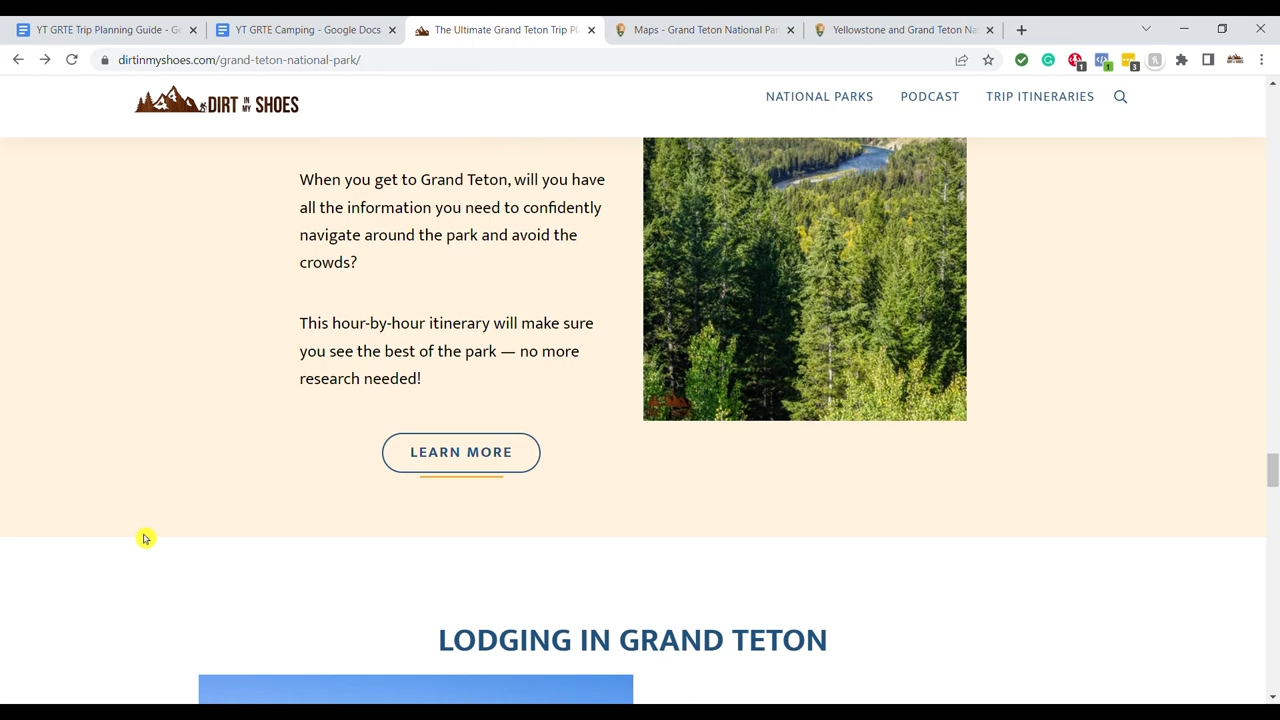 YT GRTE Trip Planning Guide - G
YT GRTE Camping - Google Docs
The Ultimate Grand Teton Trip Pl
Maps - Grand Teton National Par
Yellowstone and Grand Teton Na
dirtinmyshoes.com/grand-teton-national-park/
1
1
3
DIRT IN MY SHOES
NATIONAL PARKS
PODCAST
TRIP ITINERARIES
When you get to Grand Teton, will you have
all the information you need to confidently
navigate around the park and avoid the
crowds?
This hour-by-hour itinerary will make sure
you see the best of the park — no more
research needed!
LEARN MORE
LODGING IN GRAND TETON